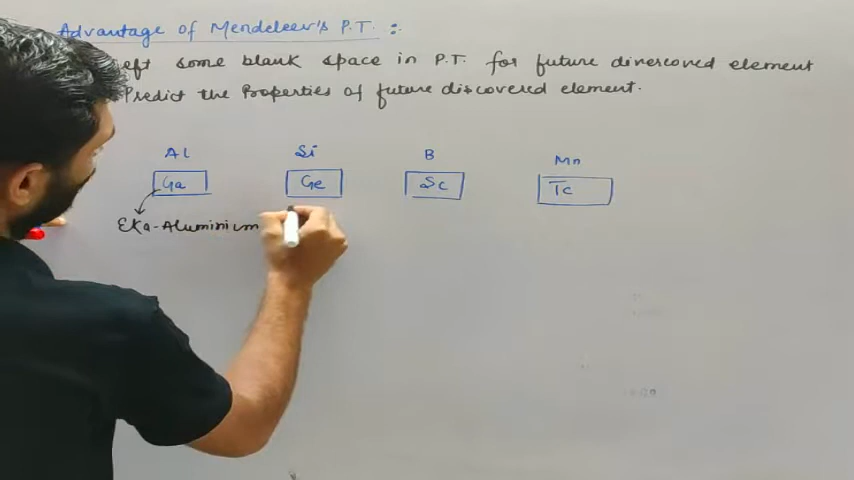 Advantage of Mendeleev's P.T. :
eft some blank space in P.T. for future dinercoved element
Predict the Properties of future discovered element.
Al Si B Mn
Ga Ge Sc Tc
Eka-Aluminium